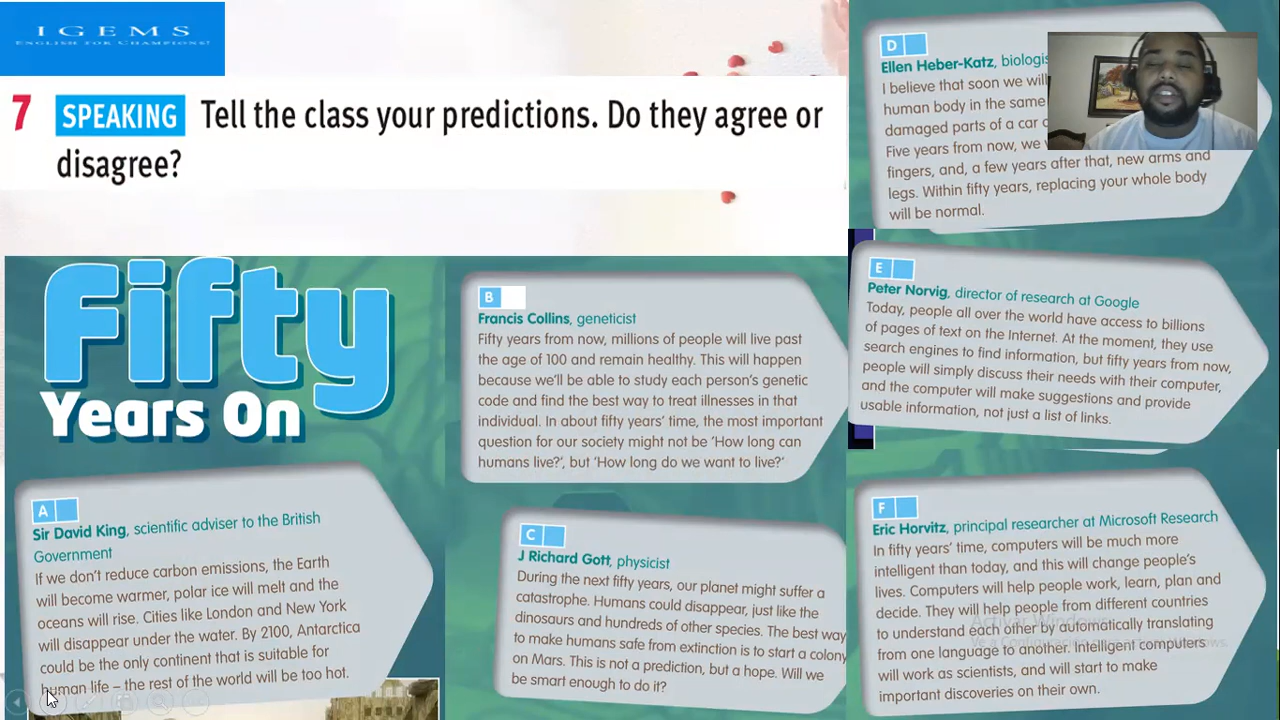 IGEMS
ENGLISH FOR CHAMPIONS!
7 SPEAKING Tell the class your predictions. Do they agree or
disagree?
Fifty
Years On
A
Sir David King, scientific adviser to the British
Government
If we don't reduce carbon emissions, the Earth
will become warmer, polar ice will melt and the
oceans will rise. Cities like London and New York
will disappear under the water. By 2100, Antarctica
could be the only continent that is suitable for
human life – the rest of the world will be too hot.
B
Francis Collins, geneticist
Fifty years from now, millions of people will live past
the age of 100 and remain healthy. This will happen
because we'll be able to study each person's genetic
code and find the best way to treat illnesses in that
individual. In about fifty years' time, the most important
question for our society might not be 'How long can
humans live?', but 'How long do we want to live?'
C
J Richard Gott, physicist
During the next fifty years, our planet might suffer a
catastrophe. Humans could disappear, just like the
dinosaurs and hundreds of other species. The best way
to make humans safe from extinction is to start a colony
on Mars. This is not a prediction, but a hope. Will we
be smart enough to do it?
D
Ellen Heber-Katz,
I believe that soon we will
human body in the same
damaged parts of a car
Five years from now, we
fingers, and, a few years after that, new arms and
legs. Within fifty years, replacing your whole body
will be normal.
E
Peter Norvig, director of research at Google
Today, people all over the world have access to billions
of pages of text on the Internet. At the moment, they use
search engines to find information, but fifty years from now,
people will simply discuss their needs with their computer,
and the computer will make suggestions and provide
usable information, not just a list of links.
F
Eric Horvitz, principal researcher at Microsoft Research
In fifty years' time, computers will be much more
intelligent than today, and this will change people's
lives. Computers will help people work, learn, plan and
decide. They will help people from different countries
to understand each other by automatically translating
from one language to another. Intelligent computers
will work as scientists, and will start to make
important discoveries on their own.
Activar Windows